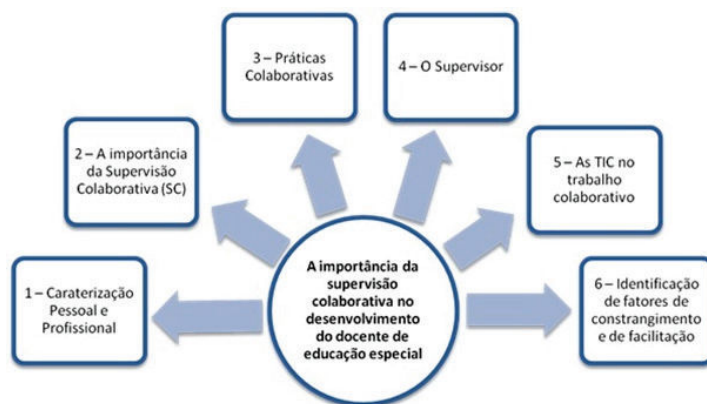 1 – Caraterização
Pessoal e
Profissional
2 – A importância
da Supervisão
Colaborativa (SC)
3 – Práticas
Colaborativas
4 – O Supervisor
5 – As TIC no
trabalho
colaborativo
6 – Identificação
de fatores de
constrangimento
e de facilitação
A importância da
supervisão
colaborativa no
desenvolvimento
do docente de
educação especial